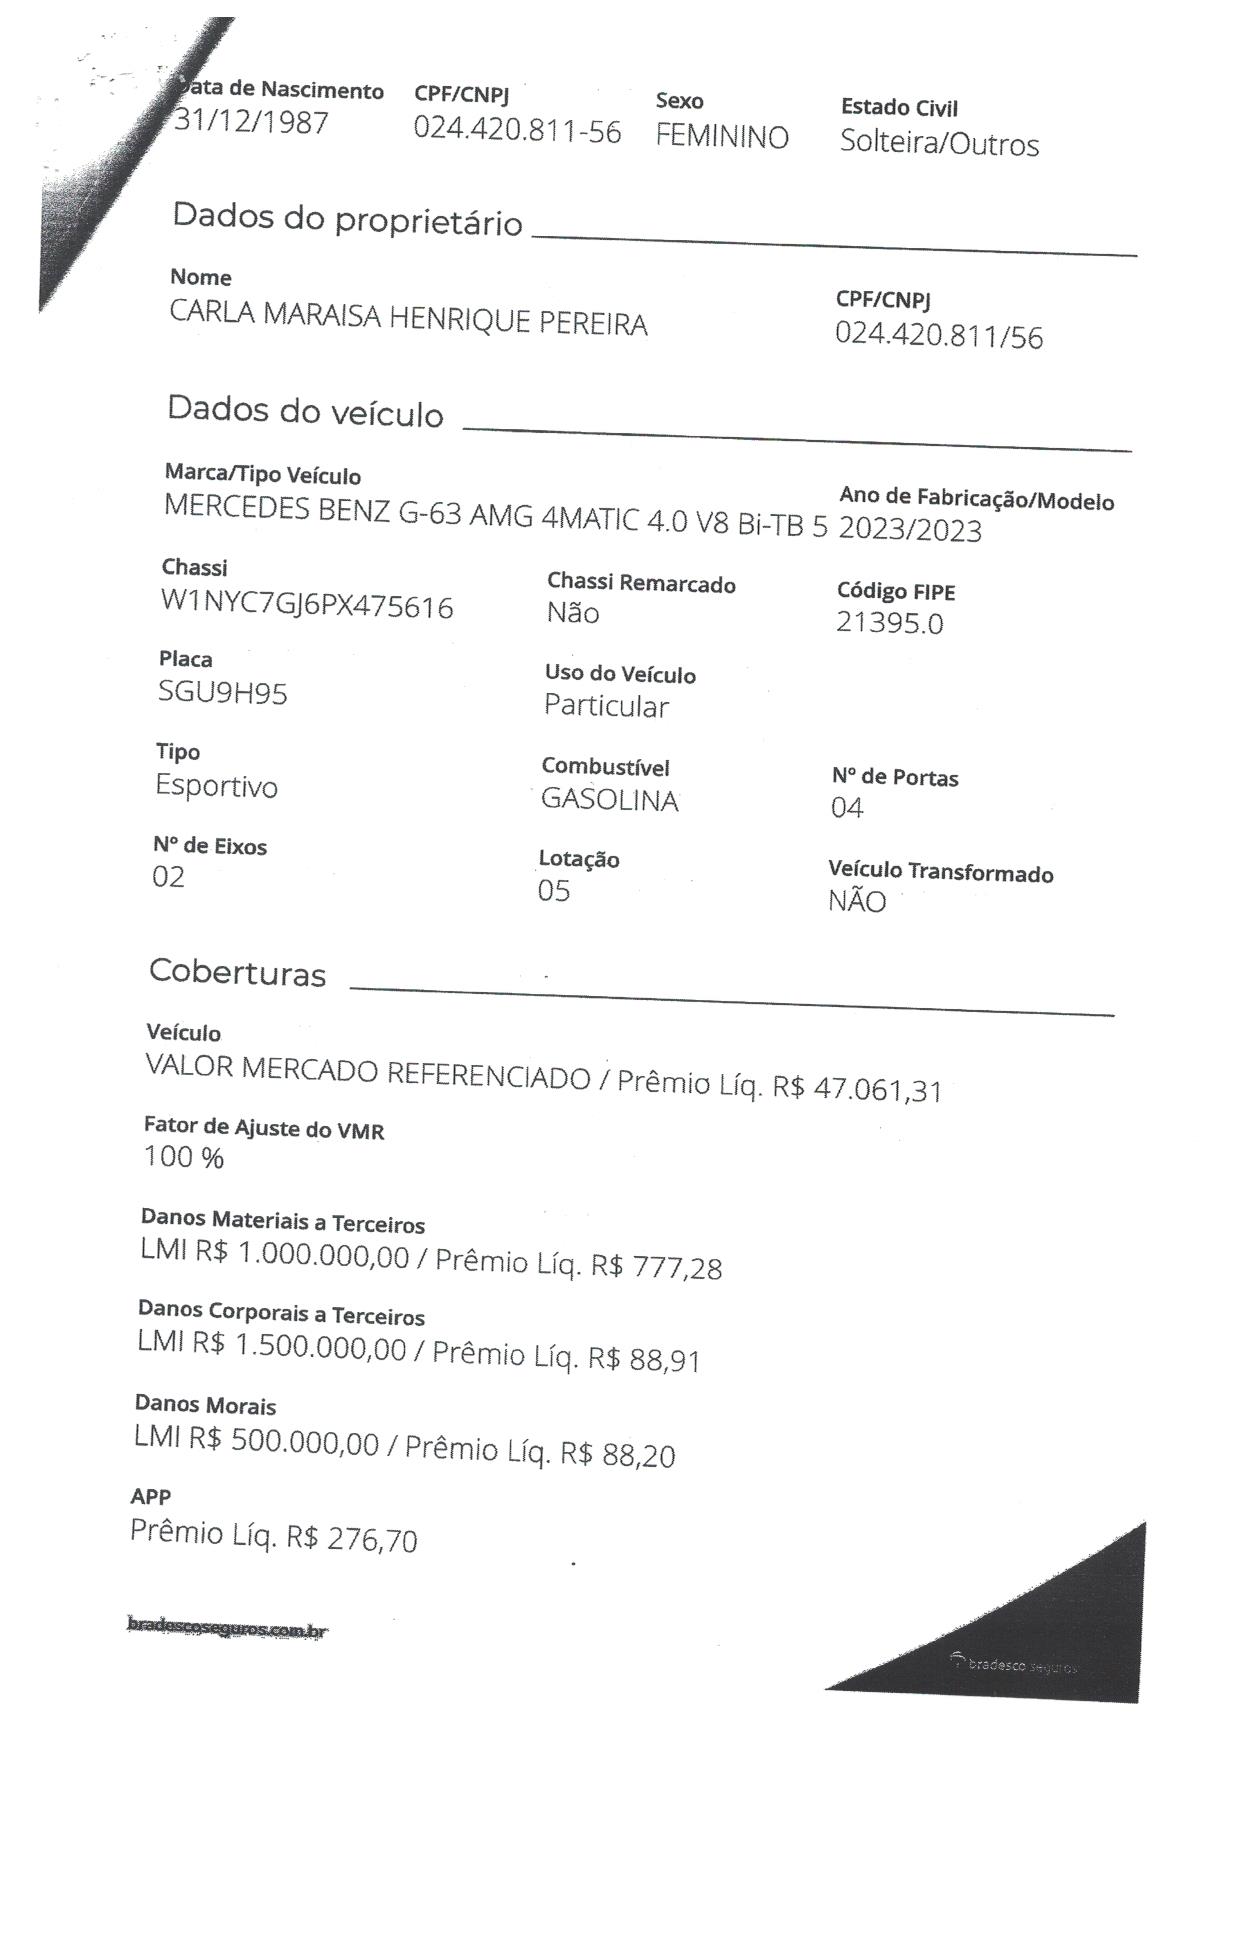 Data de Nascimento CPF/CNPJ Sexo Estado Civil
31/12/1987 024.420.811-56 FEMININO Solteira/Outros
Dados do proprietário
Nome CPF/CNPJ
CARLA MARAISA HENRIQUE PEREIRA 024.420.811/56
Dados do veículo
Marca/Tipo Veículo Ano de Fabricação/Modelo
MERCEDES BENZ G-63 AMG 4MATIC 4.0 V8 Bi-TB 5 2023/2023
Chassi Chassi Remarcado Código FIPE
W1NYC7GJ6PX475616 Não 21395.0
Placa Uso do Veículo
SGU9H95 Particular
Tipo Combustível Nº de Portas
Esportivo GASOLINA 04
Nº de Eixos Lotação Veículo Transformado
02 05 NÃO
Coberturas
Veículo
VALOR MERCADO REFERENCIADO / Prêmio Líq. R$ 47.061,31
Fator de Ajuste do VMR
100 %
Danos Materiais a Terceiros
LMI R$ 1.000.000,00 / Prêmio Líq. R$ 777,28
Danos Corporais a Terceiros
LMI R$ 1.500.000,00 / Prêmio Líq. R$ 88,91
Danos Morais
LMI R$ 500.000,00 / Prêmio Líq. R$ 88,20
APP
Prêmio Líq. R$ 276,70
bradescoseguros.com.br
bradesco seguros